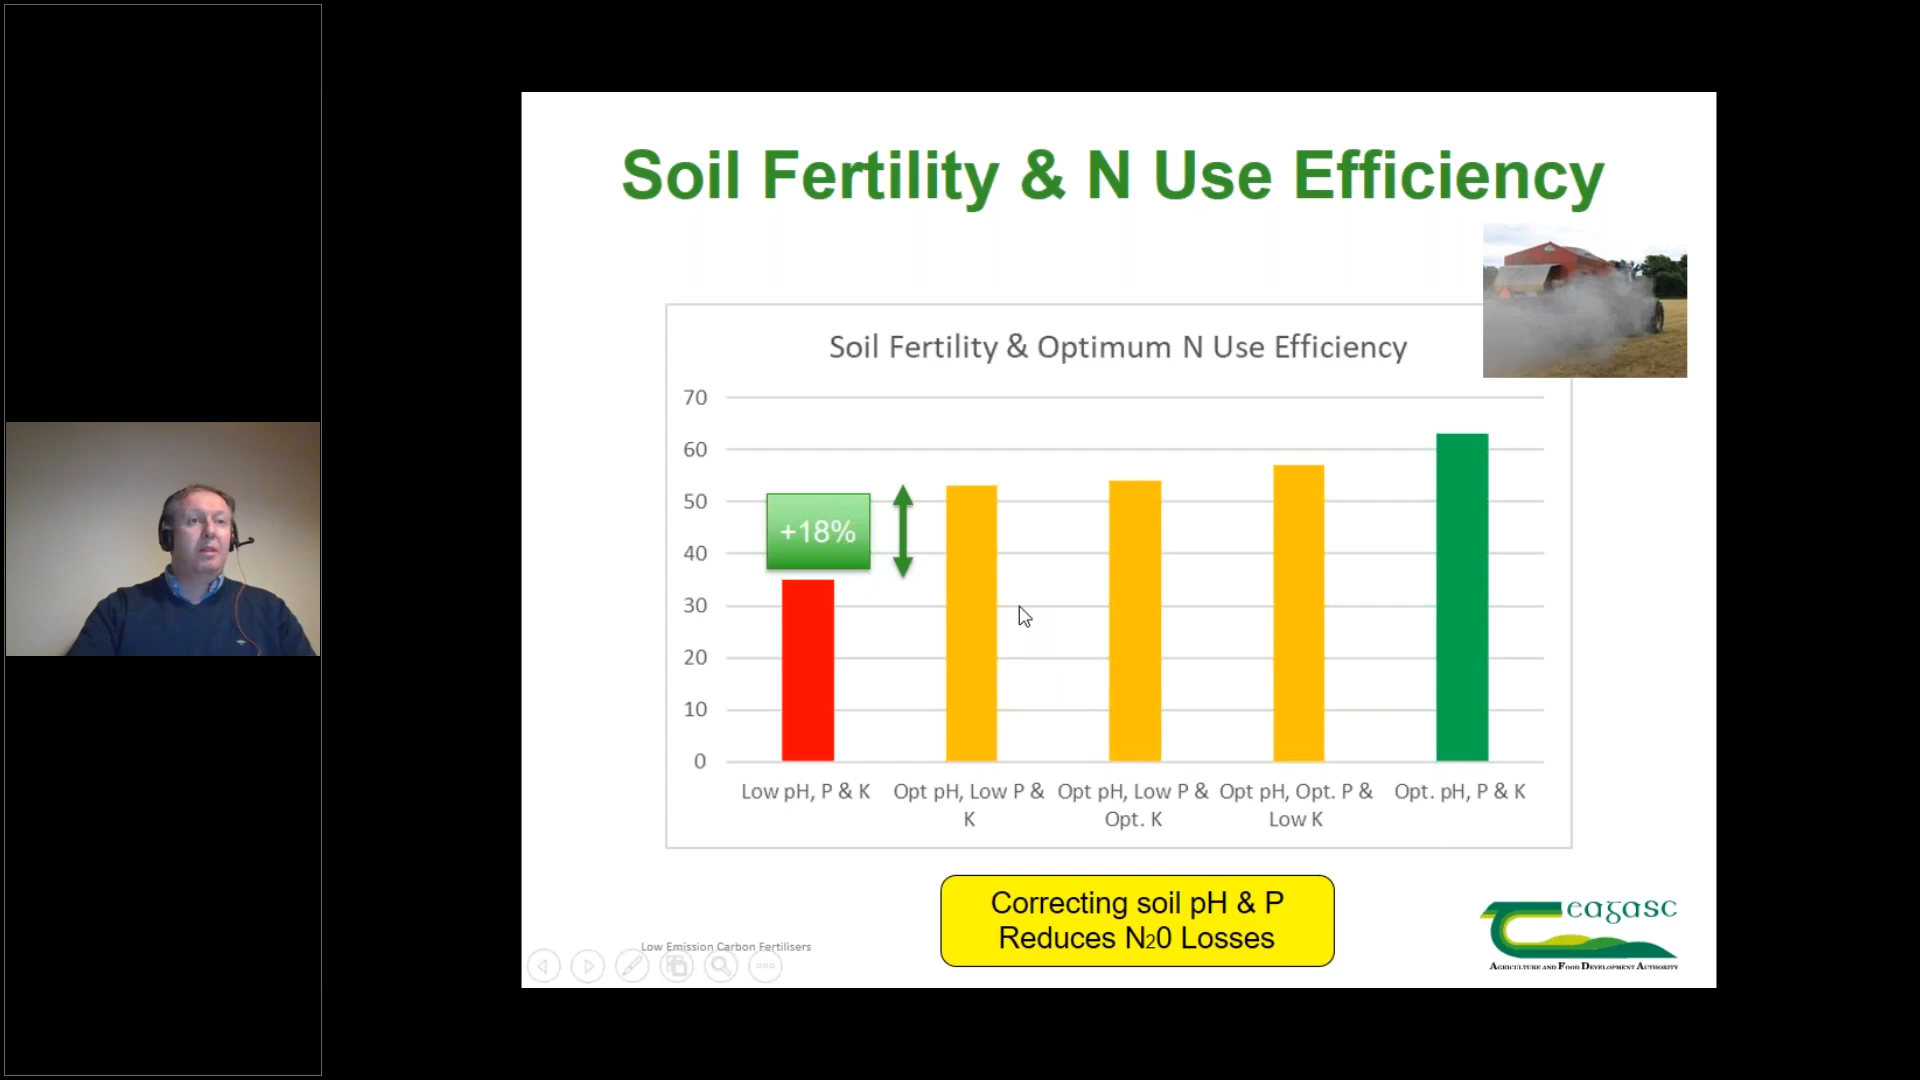 Soil Fertility & N Use Efficiency
Soil Fertility & Optimum N Use Efficiency
70
60
50
40
30
20
10
0
+18%
Low pH, P & K
Opt pH, Low P &
K
Opt pH, Low P &
Opt. K
Opt pH, Opt. P &
Low K
Opt. pH, P & K
Correcting soil pH & P
Reduces N₂0 Losses
Low Emission Carbon Fertilisers
eagasc
Agriculture and Food Development Authority